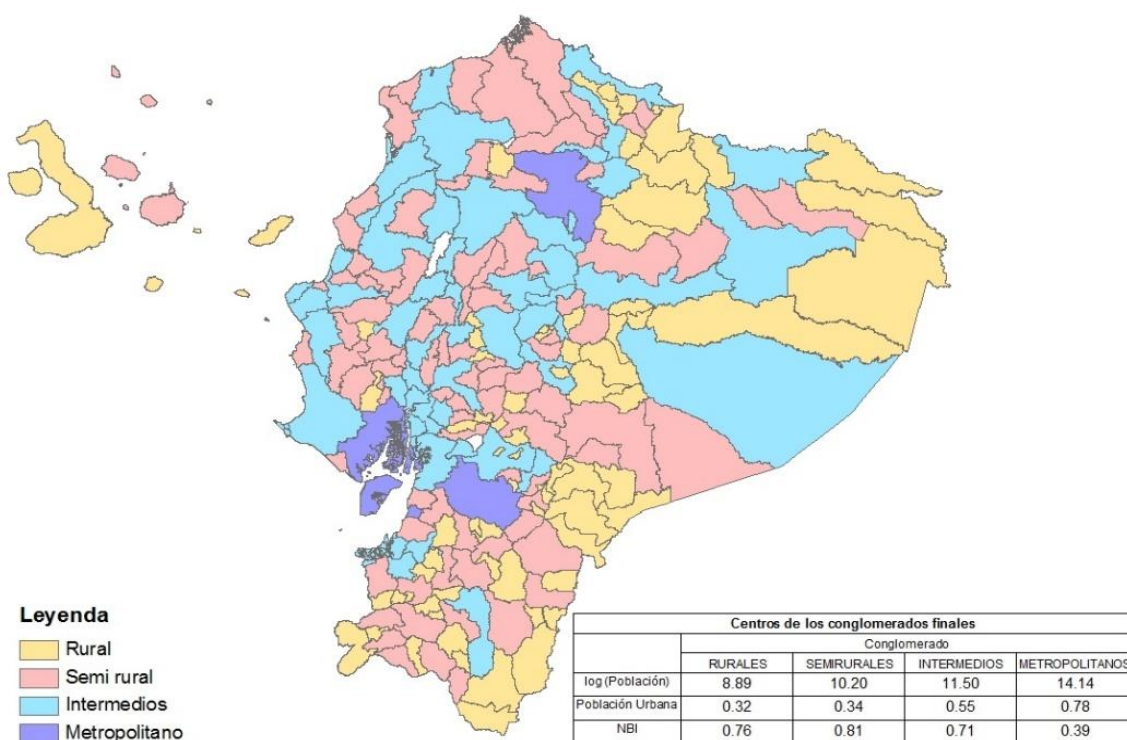 Leyenda
Rural
Semi rural
Intermedios
Metropolitano
Centros de los conglomerados finales
Conglomerado
RURALES SEMIRURALES INTERMEDIOS METROPOLITANOS
log (Población) 8.89 10.20 11.50 14.14
Población Urbana 0.32 0.34 0.55 0.78
NBI 0.76 0.81 0.71 0.39